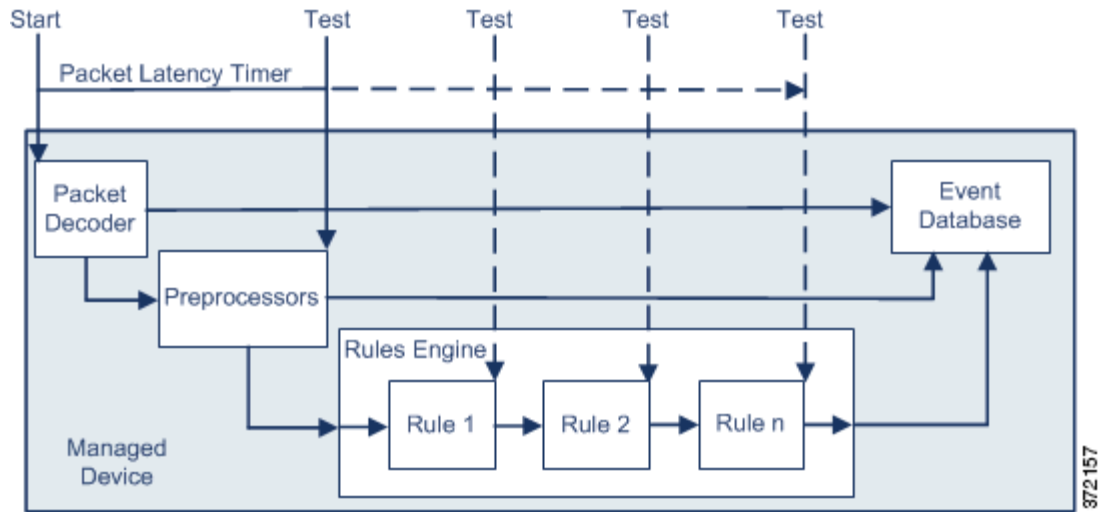 Start
Test
Test
Test
Test
Packet Latency Timer
Packet
Decoder
Event
Database
Preprocessors
Rules Engine
Rule 1
Rule 2
Rule n
Managed
Device
372157